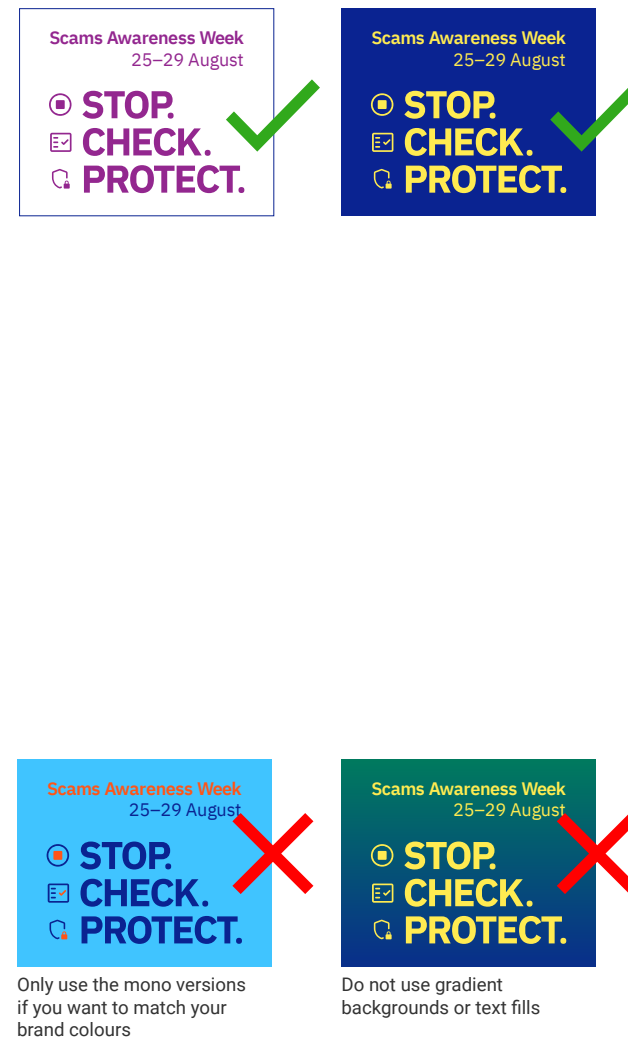 Scams Awareness Week
25–29 August
STOP.
CHECK.
PROTECT.
Scams Awareness Week
25–29 August
STOP.
CHECK.
PROTECT.
Scams Awareness Week
25–29 August
STOP.
CHECK.
PROTECT.
Only use the mono versions
if you want to match your
brand colours
Scams Awareness Week
25–29 August
STOP.
CHECK.
PROTECT.
Do not use gradient
backgrounds or text fills